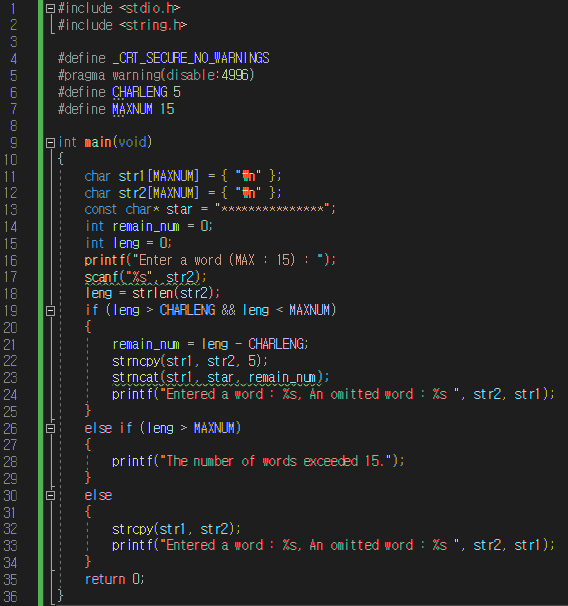 1 #include <stdio.h>
2 #include <string.h>
3
4 #define _CRT_SECURE_NO_WARNINGS
5 #pragma warning(disable:4996)
6 #define CHARLENG 5
7 #define MAXNUM 15
8
9 int main(void)
10 {
11 char str1[MAXNUM] = { "₩n" };
12 char str2[MAXNUM] = { "₩n" };
13 const char* star = "***************";
14 int remain_num = 0;
15 int leng = 0;
16 printf("Enter a word (MAX : 15) : ");
17 scanf("%s", str2);
18 leng = strlen(str2);
19 if (leng > CHARLENG && leng < MAXNUM)
20 {
21 remain_num = leng - CHARLENG;
22 strncpy(str1, str2, 5);
23 strncat(str1, star, remain_num);
24 printf("Entered a word : %s, An omitted word : %s ", str2, str1);
25 }
26 else if (leng > MAXNUM)
27 {
28 printf("The number of words exceeded 15.");
29 }
30 else
31 {
32 strcpy(str1, str2);
33 printf("Entered a word : %s, An omitted word : %s ", str2, str1);
34 }
35 return 0;
36 }